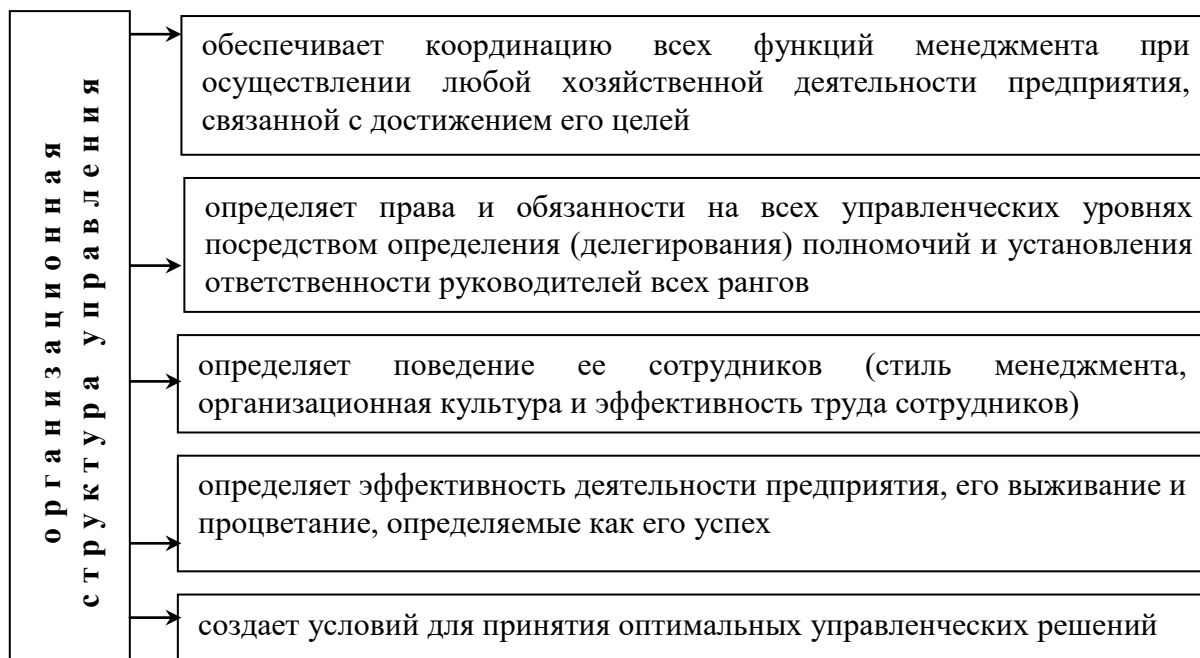 организационная
структура управления
обеспечивает координацию всех функций менеджмента при
осуществлении любой хозяйственной деятельности предприятия,
связанной с достижением его целей
определяет права и обязанности на всех управленческих уровнях
посредством определения (делегирования) полномочий и установления
ответственности руководителей всех рангов
определяет поведение ее сотрудников (стиль менеджмента,
организационная культура и эффективность труда сотрудников)
определяет эффективность деятельности предприятия, его выживание и
процветание, определяемые как его успех
создает условий для принятия оптимальных управленческих решений